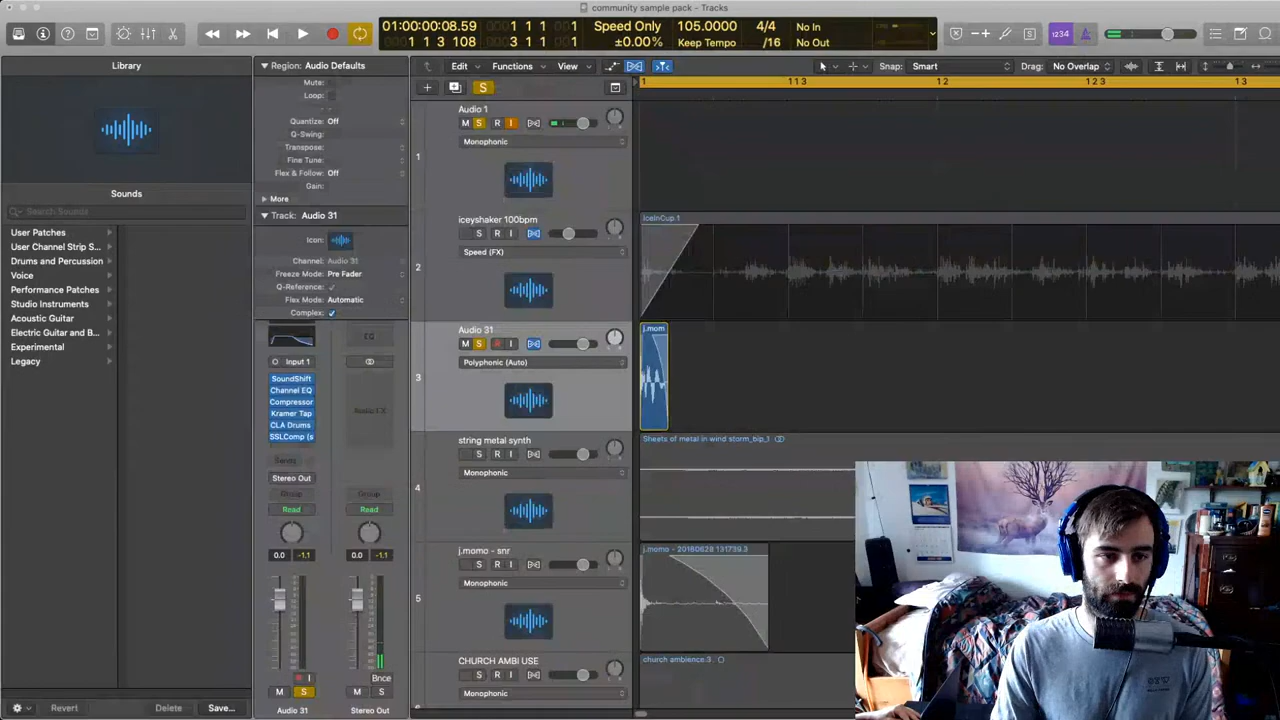 community sample pack - Tracks
01:00:00:08.59
1 1 3 108
1 1 1
3 1 1
Speed Only
±0.00%
105.0000
Keep Tempo
4/4
/16
No In
No Out
1234
Library
Region: Audio Defaults
Edit
Functions
View
Snap: Smart
Drag: No Overlap
1
1 1 3
1 2
1 2 3
1 3
Mute:
Loop:
Quantize: Off
Q-Swing:
Transpose:
Fine Tune:
Flex & Follow: Off
Gain:
More
Track: Audio 31
Icon:
Channel: Audio 31
Freeze Mode: Pre Fader
Q-Reference:
Flex Mode: Automatic
Complex:
Sounds
Search Sounds
User Patches
User Channel Strip S...
Drums and Percussion
Voice
Performance Patches
Studio Instruments
Acoustic Guitar
Electric Guitar and B...
Experimental
Legacy
EQ
Input 1
SoundShift
Channel EQ
Compressor
Kramer Tap
CLA Drums
SSLComp (s
Audio FX
Sends
Stereo Out
Group
Group
Read
Read
0.0 -1.1
0.0 -1.1
I
Bnce
M S
M S
Audio 31
Stereo Out
Revert
Delete
Save...
S
Audio 1
M S R I
Monophonic
1
iceyshaker 100bpm
S R I
Speed (FX)
2
IceInCup.1
Audio 31
M S R I
Polyphonic (Auto)
3
j.mom
string metal synth
S R I
Monophonic
4
Sheets of metal in wind storm_bip_1
j.momo - snr
S R I
Monophonic
5
j.momo - 20180628 131739.3
CHURCH AMBI USE
S R I
Monophonic
church ambience.3